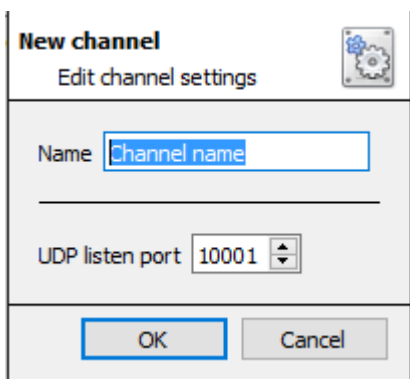 New channel
Edit channel settings
Name Channel name
UDP listen port 10001
OK Cancel